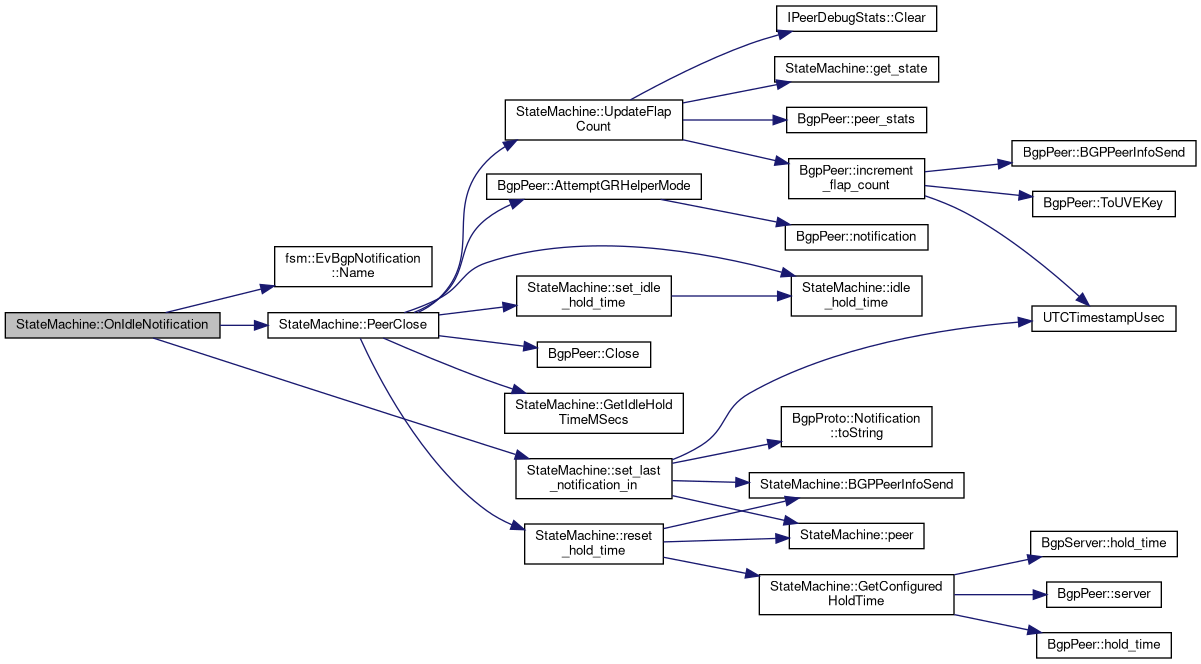 IPeerDebugStats::Clear
StateMachine::get_state
StateMachine::UpdateFlap
Count
BgpPeer::peer_stats
BgpPeer::BGPPeerInfoSend
BgpPeer::increment
_flap_count
BgpPeer::AttemptGRHelperMode
BgpPeer::ToUVEKey
BgpPeer::notification
fsm::EvBgpNotification
::Name
StateMachine::set_idle
_hold_time
StateMachine::idle
_hold_time
StateMachine::OnIdleNotification
StateMachine::PeerClose
UTCTimestampUsec
BgpPeer::Close
StateMachine::GetIdleHold
TimeMSecs
BgpProto::Notification
::toString
StateMachine::set_last
_notification_in
StateMachine::BGPPeerInfoSend
StateMachine::reset
_hold_time
StateMachine::peer
BgpServer::hold_time
StateMachine::GetConfigured
HoldTime
BgpPeer::server
BgpPeer::hold_time